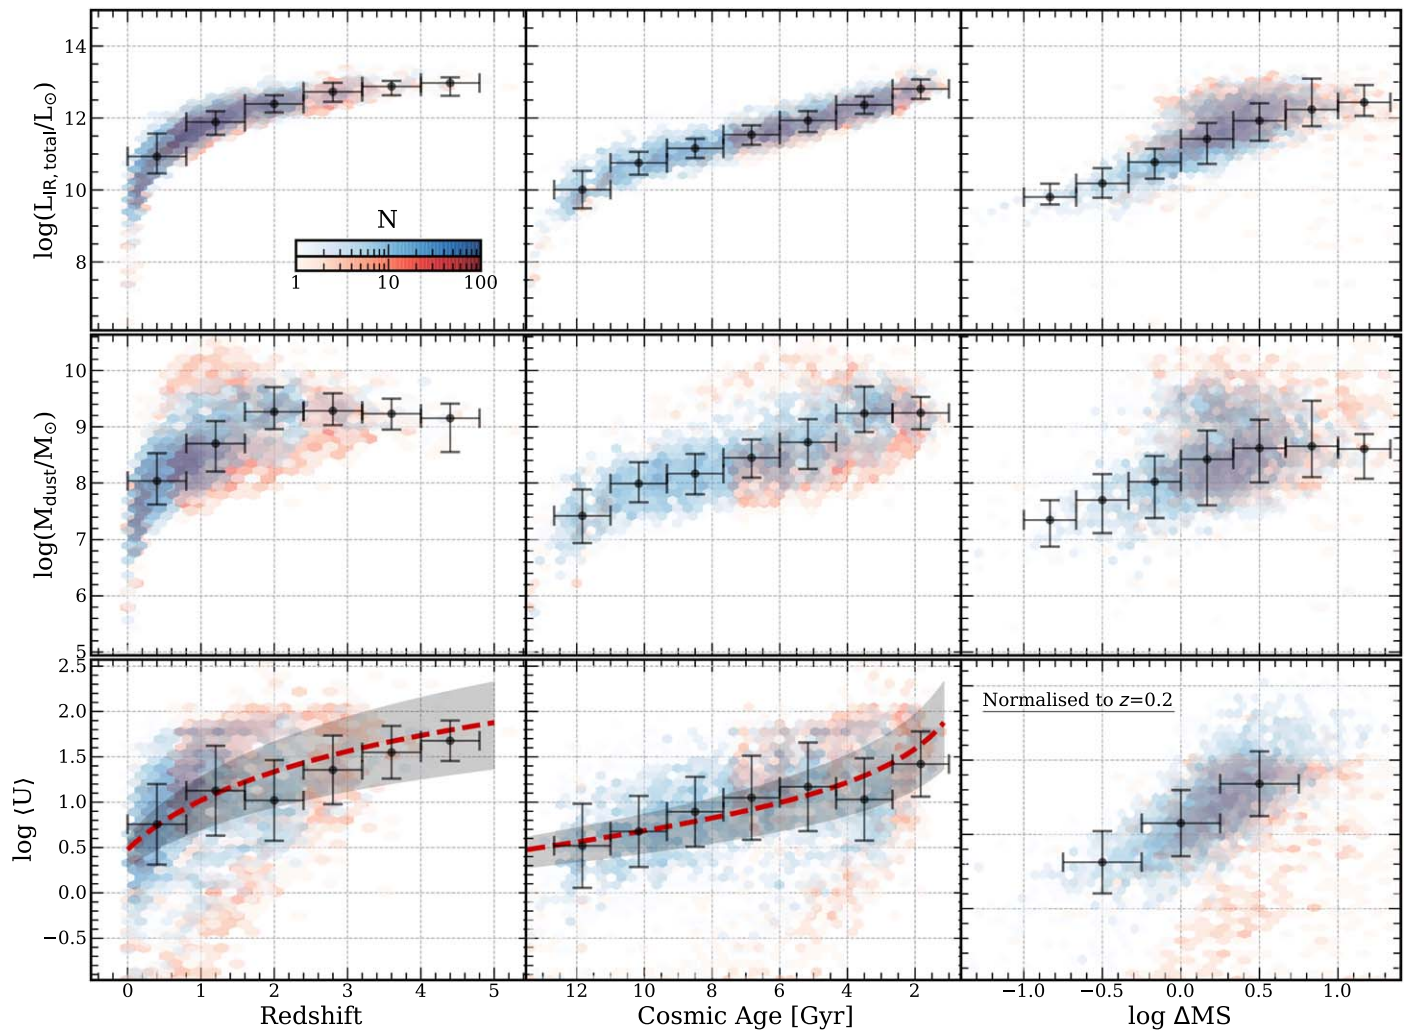 14
12
10
8
log(L_IR,total/L⊙)
N
1 10 100
10
9
8
7
6
5
log(M_dust/M⊙)
2.5
2.0
1.5
1.0
0.5
0.0
−0.5
log ⟨U⟩
Normalised to z=0.2
0 1 2 3 4 5
12 10 8 6 4 2
−1.0 −0.5 0.0 0.5 1.0
Redshift
Cosmic Age [Gyr]
log ΔMS